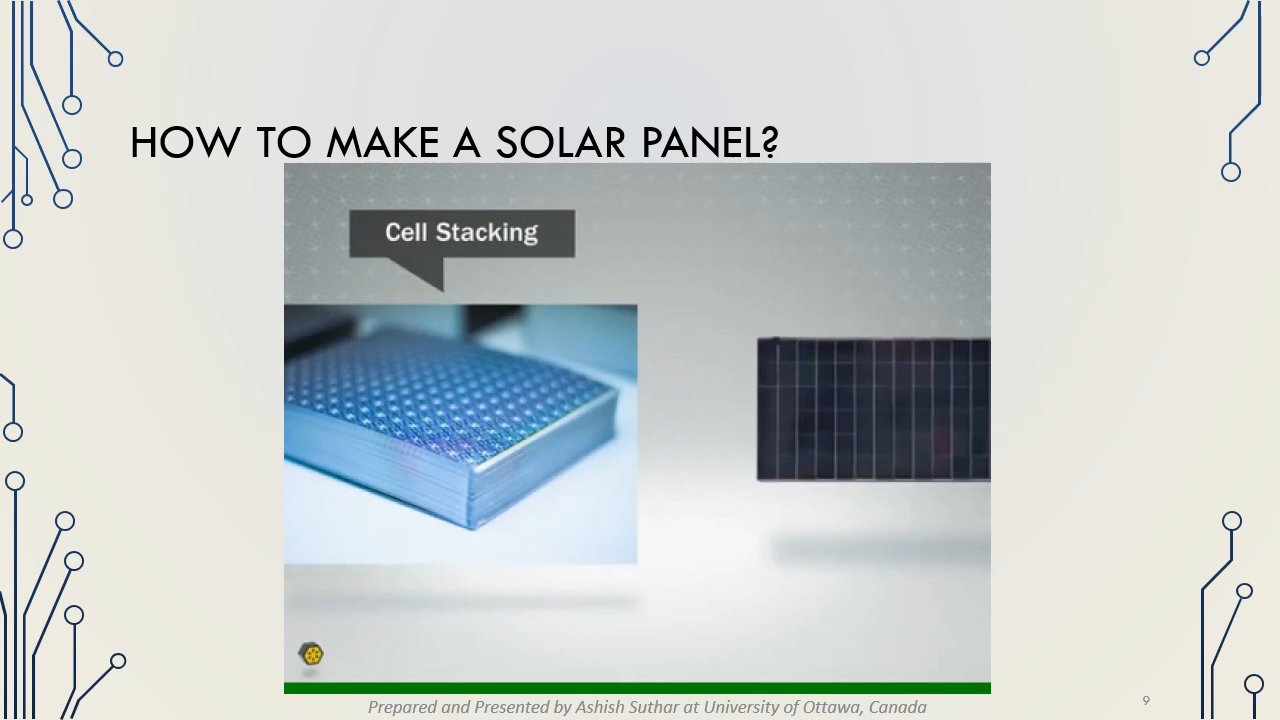 HOW TO MAKE A SOLAR PANEL?
Cell Stacking
Prepared and Presented by Ashish Suthar at University of Ottawa, Canada
9